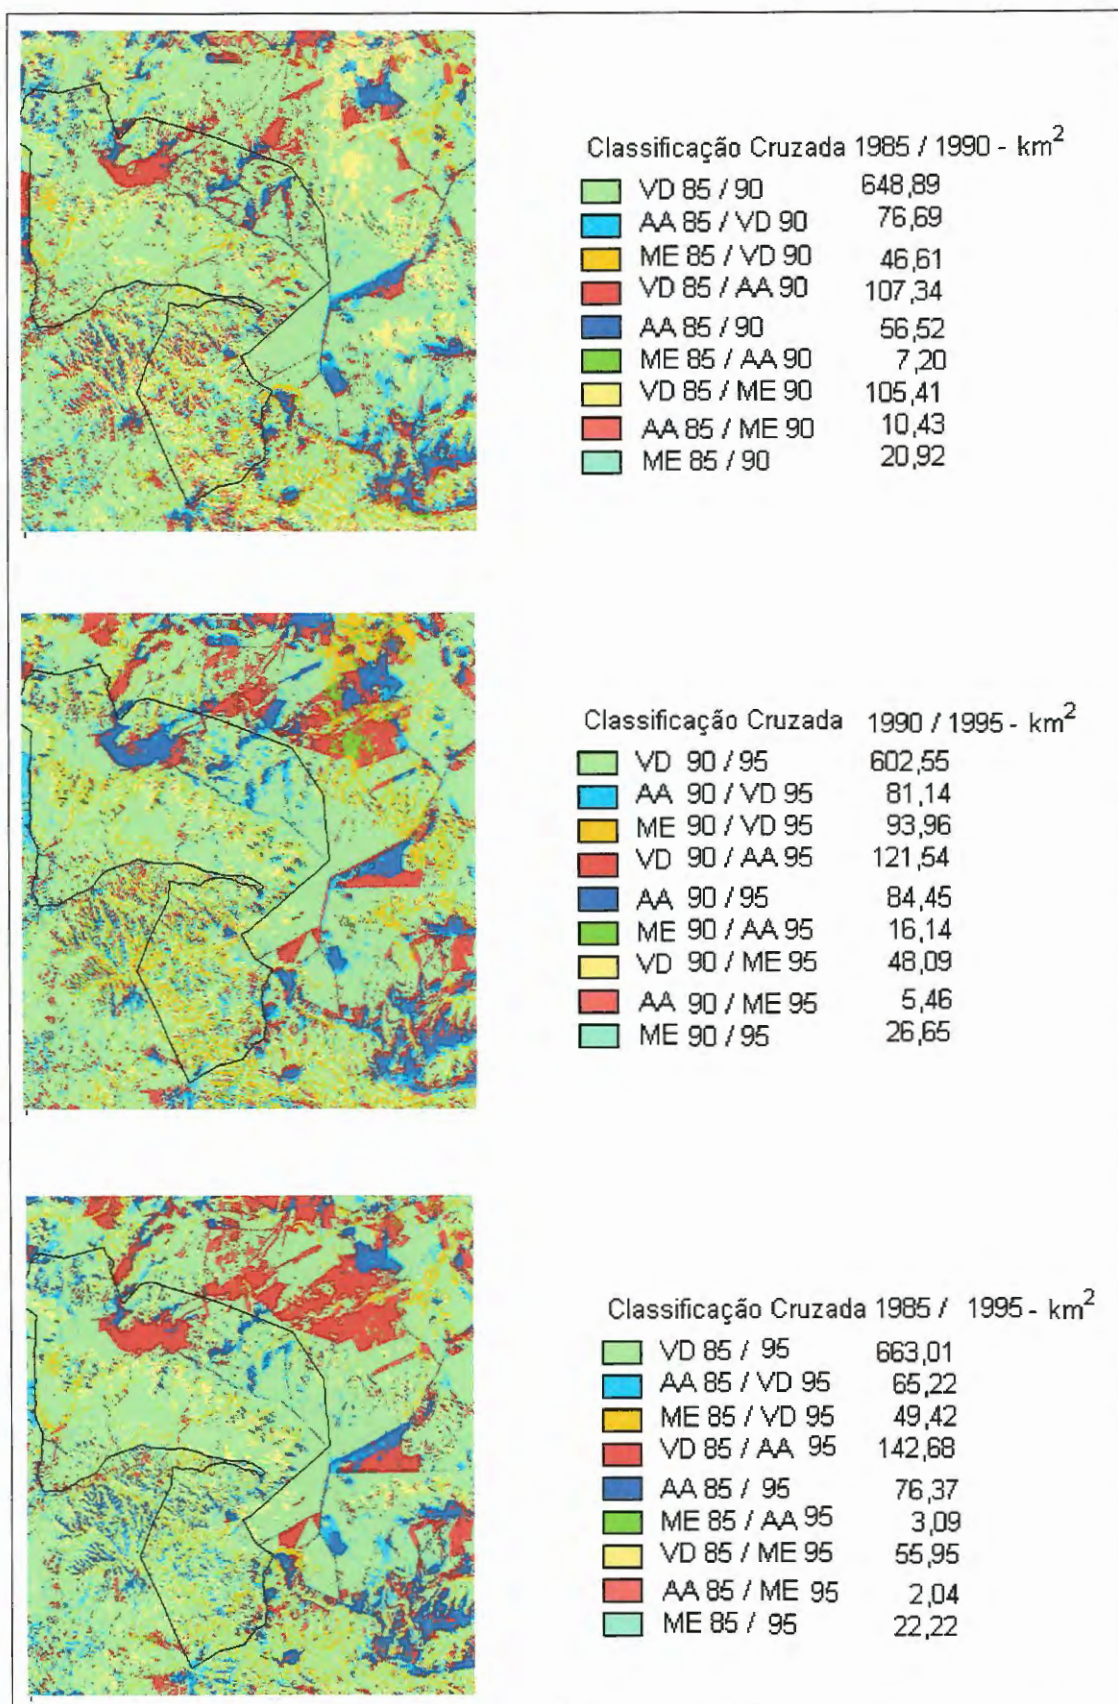 Classificação Cruzada 1985 / 1990 - km²
VD 85 / 90 648,89
AA 85 / VD 90 76,69
ME 85 / VD 90 46,61
VD 85 / AA 90 107,34
AA 85 / 90 56,52
ME 85 / AA 90 7,20
VD 85 / ME 90 105,41
AA 85 / ME 90 10,43
ME 85 / 90 20,92
Classificação Cruzada 1990 / 1995 - km²
VD 90 / 95 602,55
AA 90 / VD 95 81,14
ME 90 / VD 95 93,96
VD 90 / AA 95 121,54
AA 90 / 95 84,45
ME 90 / AA 95 16,14
VD 90 / ME 95 48,09
AA 90 / ME 95 5,46
ME 90 / 95 26,65
Classificação Cruzada 1985 / 1995 - km²
VD 85 / 95 663,01
AA 85 / VD 95 65,22
ME 85 / VD 95 49,42
VD 85 / AA 95 142,68
AA 85 / 95 76,37
ME 85 / AA 95 3,09
VD 85 / ME 95 55,95
AA 85 / ME 95 2,04
ME 85 / 95 22,22